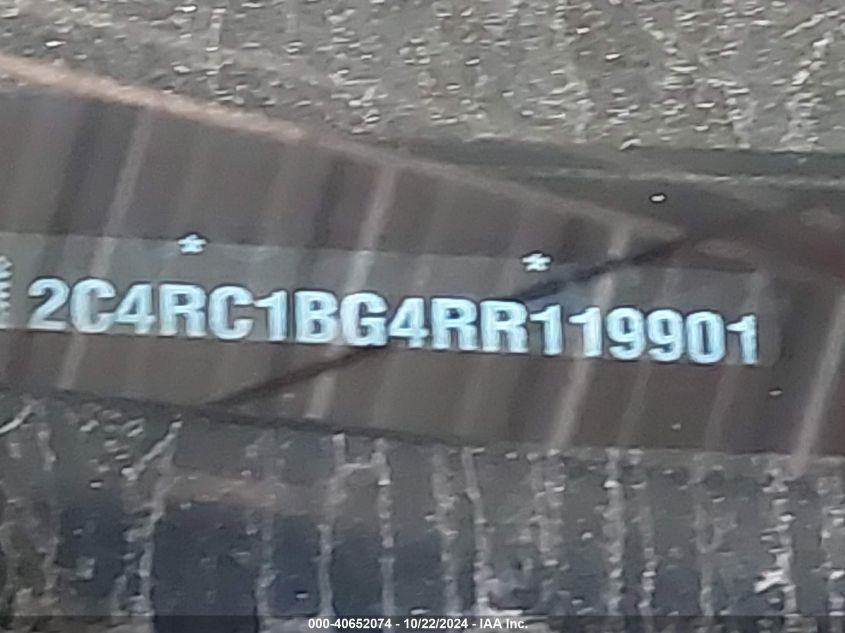 * *
2C4RC1BG4RR119901
000-40652074 - 10/22/2024 - IAA Inc.